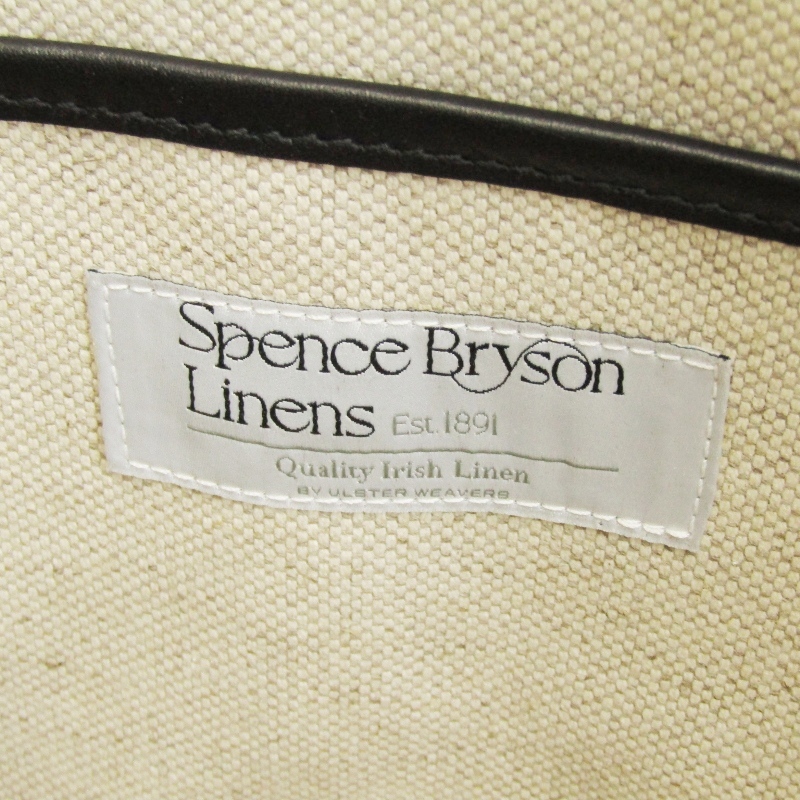 Spence Bryson
Linens Est. 1891
Quality Irish Linen
BY ULSTER WEAVERS